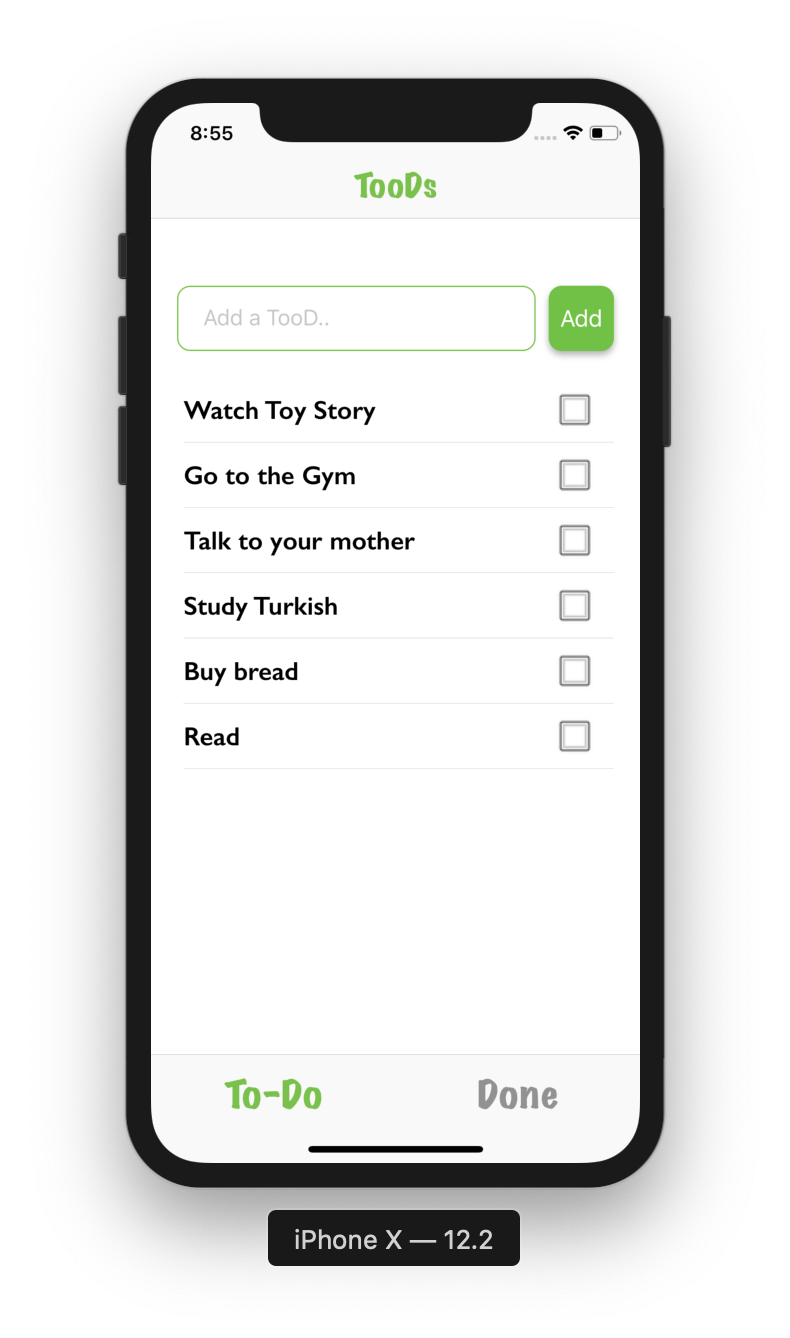 8:55
TooDs
Add a TooD..
Add
Watch Toy Story
Go to the Gym
Talk to your mother
Study Turkish
Buy bread
Read
To-Do
Done
iPhone X — 12.2